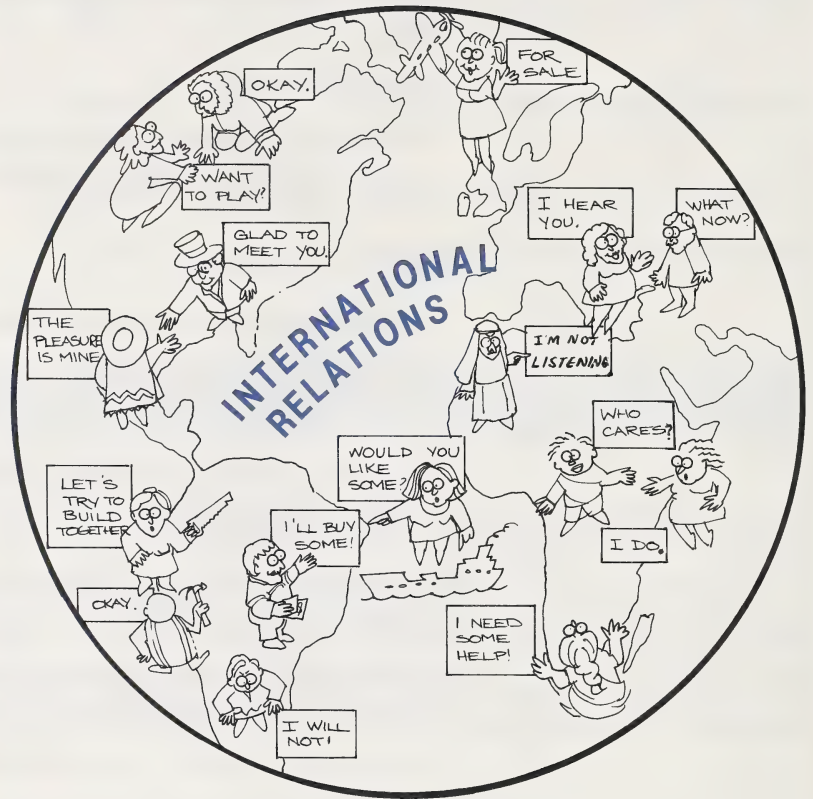 OKAY.
FOR
SALE
WANT
TO PLAY?
GLAD TO
MEET YOU.
I HEAR
YOU.
WHAT
NOW?
INTERNATIONAL
RELATIONS
THE
PLEASURE
IS MINE
I'M NOT
LISTENING.
WHO
CARES?
WOULD YOU
LIKE
SOME?
LET'S
TRY TO
BUILD
TOGETHER
I'LL BUY
SOME!
I DO.
OKAY.
I NEED
SOME
HELP!
I WILL
NOT!